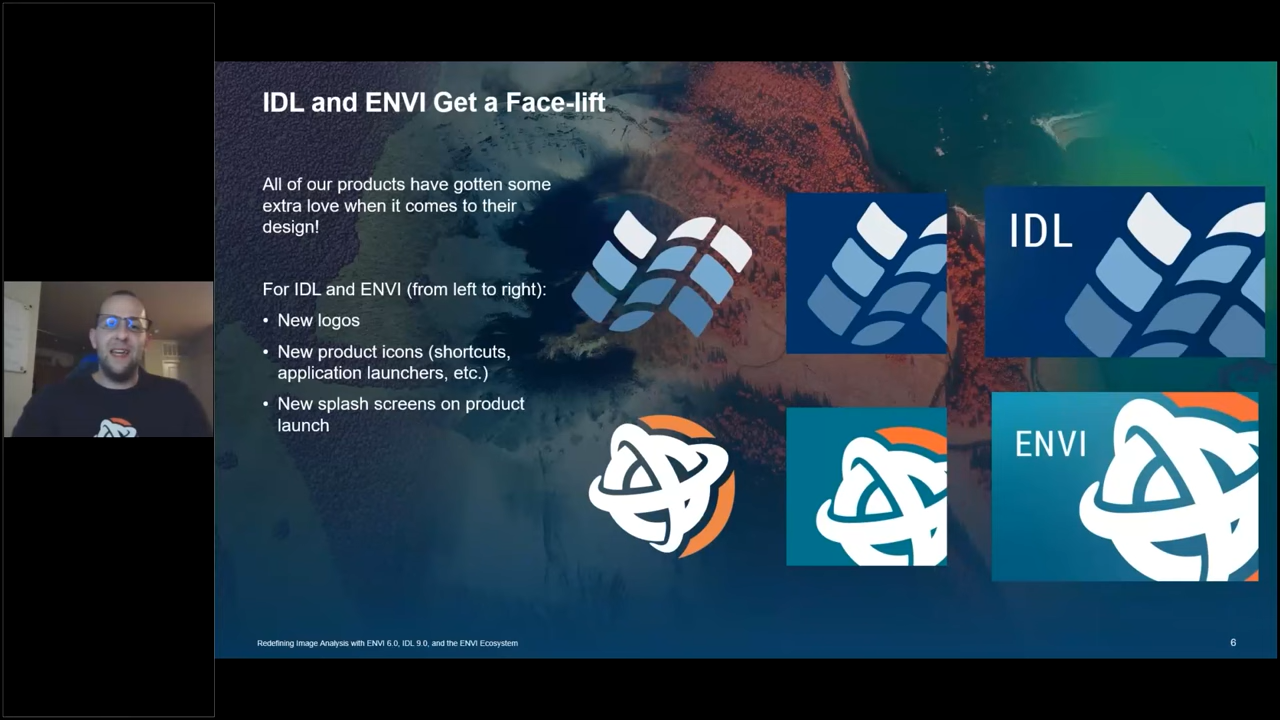 IDL and ENVI Get a Face-lift
All of our products have gotten some
extra love when it comes to their
design!
For IDL and ENVI (from left to right):
• New logos
• New product icons (shortcuts,
application launchers, etc.)
• New splash screens on product
launch
IDL
ENVI
Redefining Image Analysis with ENVI 6.0, IDL 9.0, and the ENVI Ecosystem
6